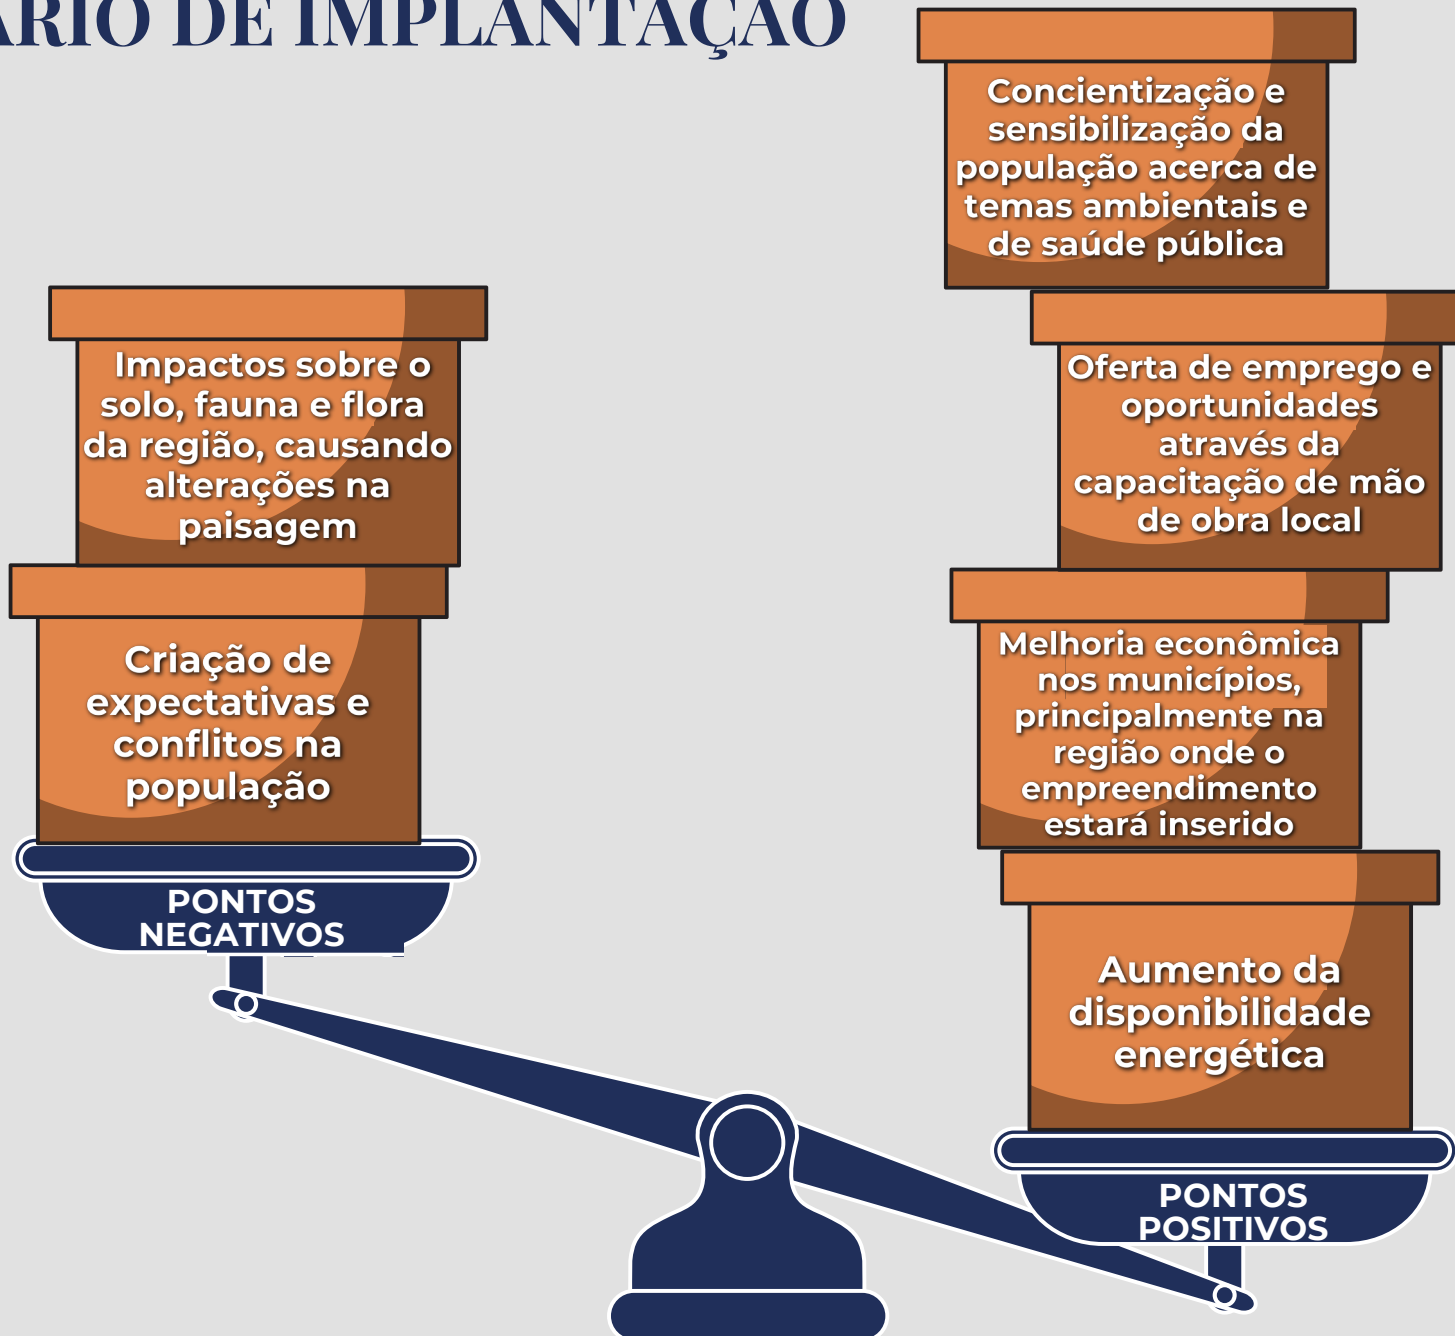 ÁRIO DE IMPLANTAÇÃO
Impactos sobre o
solo, fauna e flora
da região, causando
alterações na
paisagem
Criação de
expectativas e
conflitos na
população
PONTOS
NEGATIVOS
Concientização e
sensibilização da
população acerca de
temas ambientais e
de saúde pública
Oferta de emprego e
oportunidades
através da
capacitação de mão
de obra local
Melhoria econômica
nos municípios,
principalmente na
região onde o
empreendimento
estará inserido
Aumento da
disponibilidade
energética
PONTOS
POSITIVOS